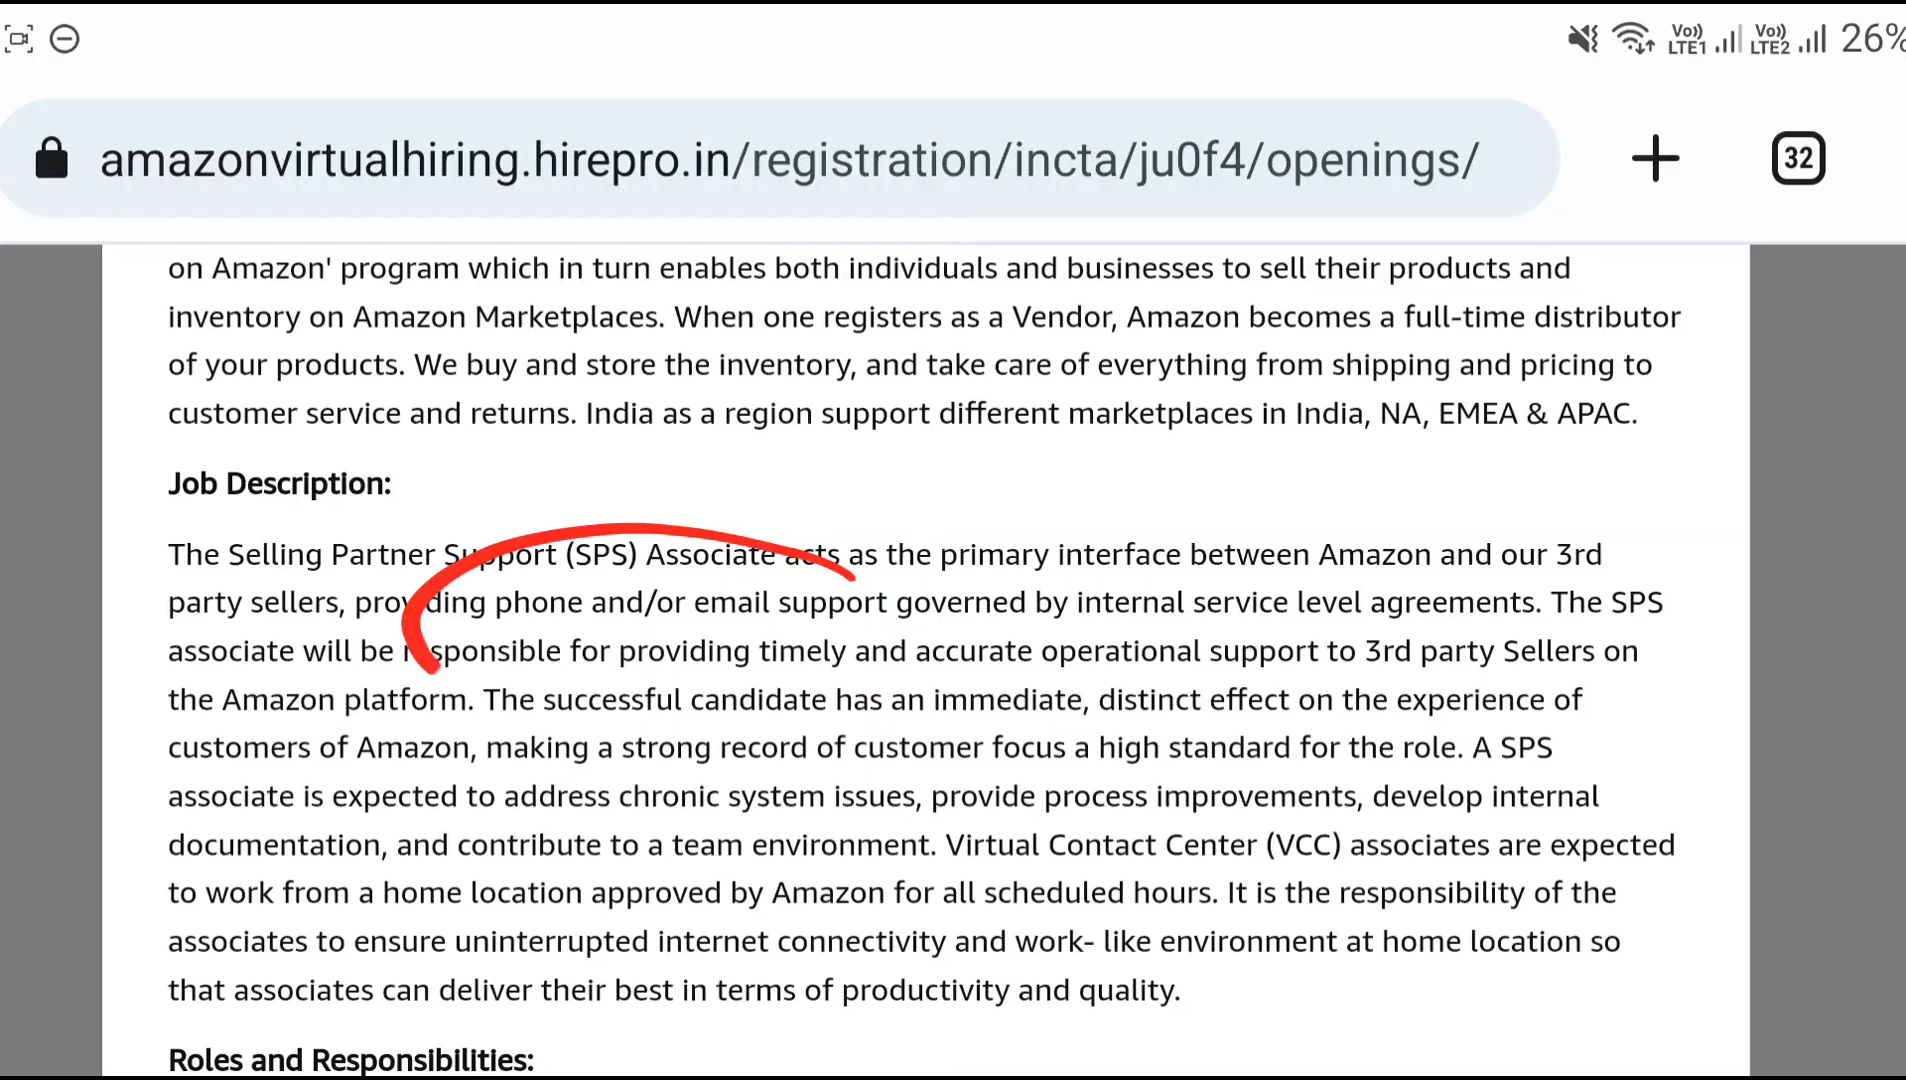 Vo)) LTE1 Vo)) LTE2 26%
amazonvirtualhiring.hirepro.in/registration/incta/ju0f4/openings/ 32
on Amazon' program which in turn enables both individuals and businesses to sell their products and
inventory on Amazon Marketplaces. When one registers as a Vendor, Amazon becomes a full-time distributor
of your products. We buy and store the inventory, and take care of everything from shipping and pricing to
customer service and returns. India as a region support different marketplaces in India, NA, EMEA & APAC.
Job Description:
The Selling Partner Support (SPS) Associate acts as the primary interface between Amazon and our 3rd
party sellers, providing phone and/or email support governed by internal service level agreements. The SPS
associate will be responsible for providing timely and accurate operational support to 3rd party Sellers on
the Amazon platform. The successful candidate has an immediate, distinct effect on the experience of
customers of Amazon, making a strong record of customer focus a high standard for the role. A SPS
associate is expected to address chronic system issues, provide process improvements, develop internal
documentation, and contribute to a team environment. Virtual Contact Center (VCC) associates are expected
to work from a home location approved by Amazon for all scheduled hours. It is the responsibility of the
associates to ensure uninterrupted internet connectivity and work- like environment at home location so
that associates can deliver their best in terms of productivity and quality.
Roles and Responsibilities: